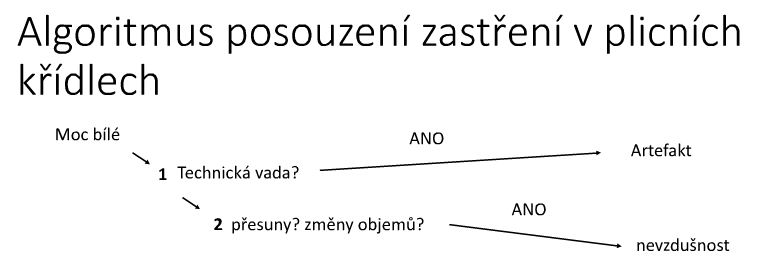 Algoritmus posouzení zastření v plicních
křídlech
Moc bílé
ANO
Artefakt
1 Technická vada?
ANO
2 přesuny? změny objemů?
nevzdušnost